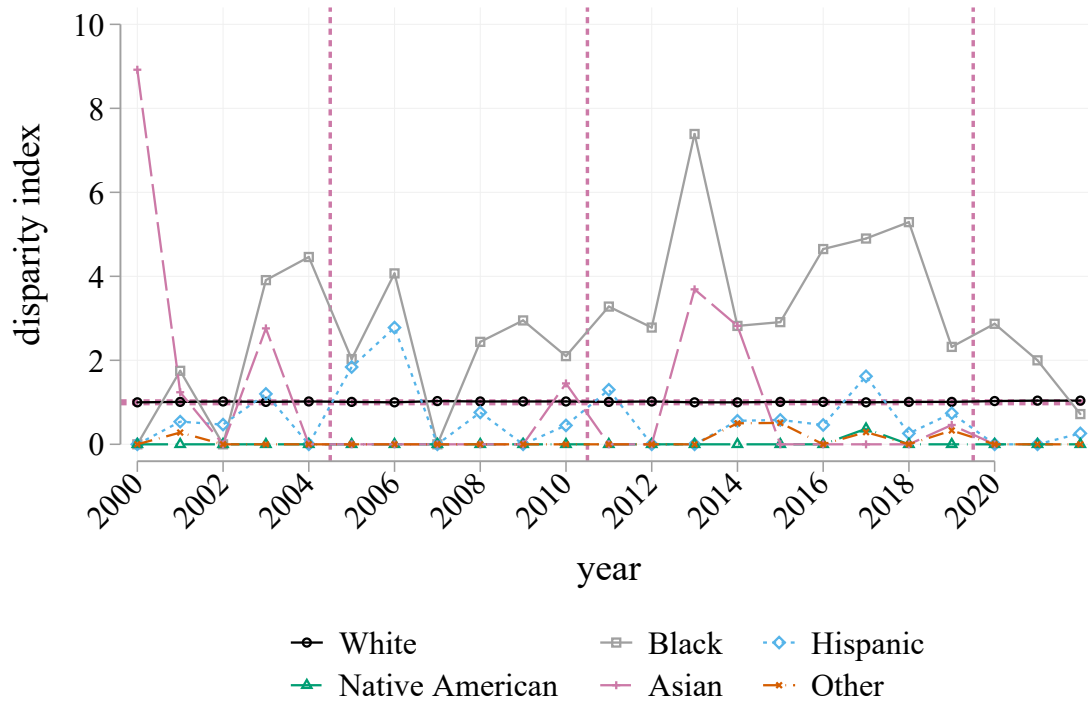 10
8
6
4
2
0
disparity index
2000 2002 2004 2006 2008 2010 2012 2014 2016 2018 2020
year
White Black Hispanic
Native American Asian Other